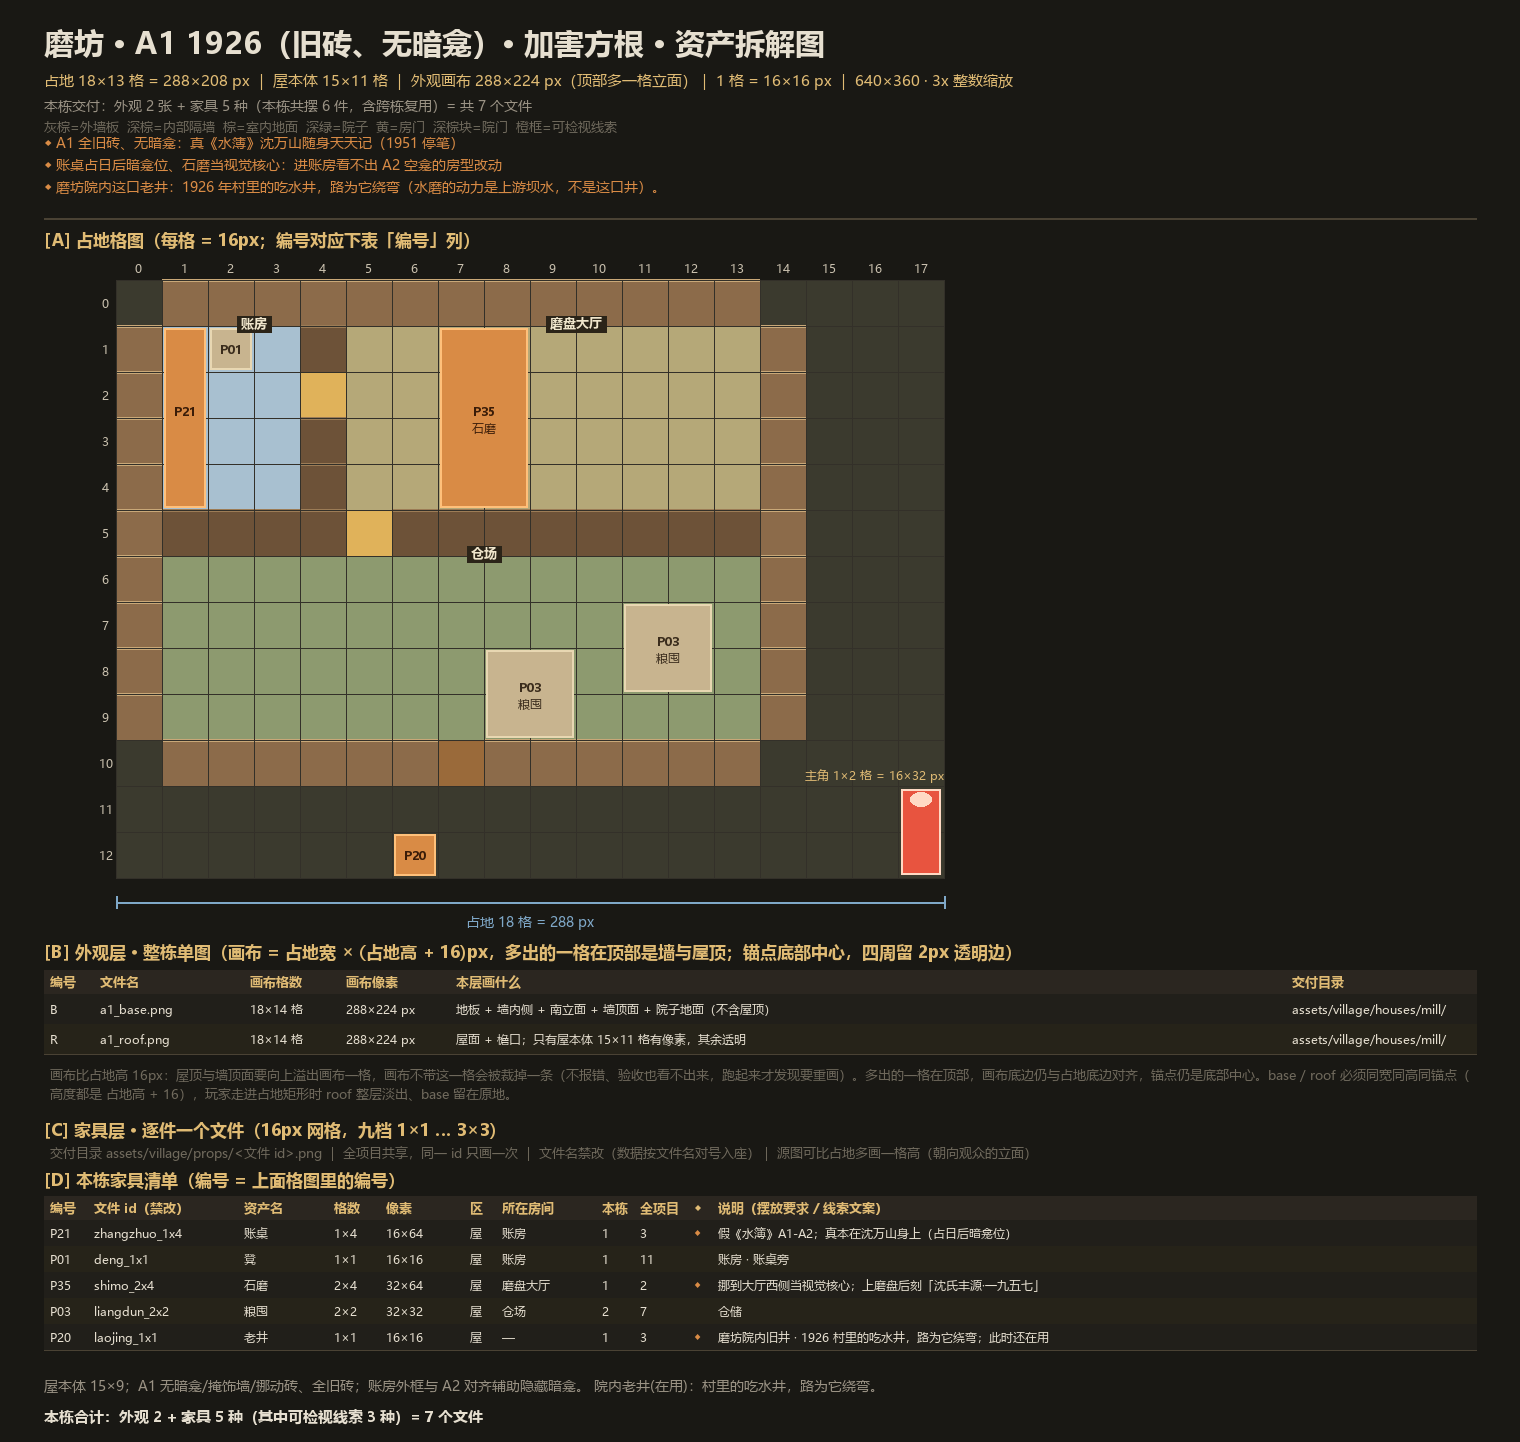 磨坊 • A1 1926（旧砖、无暗龛）• 加害方根 • 资产拆解图
占地 18×13 格 = 288×208 px ｜ 屋本体 15×11 格 ｜ 外观画布 288×224 px（顶部多一格立面）｜ 1 格 = 16×16 px ｜ 640×360 · 3x 整数缩放
本栋交付：外观 2 张 + 家具 5 种（本栋共摆 6 件，含跨栋复用）= 共 7 个文件
灰棕=外墙板 深棕=内部隔墙 棕=室内地面 深绿=院子 黄=房门 深棕块=院门 橙框=可检视线索
◆ A1 全旧砖、无暗龛：真《水簿》沈万山随身天天记（1951 停笔）
◆ 账桌占日后暗龛位、石磨当视觉核心：进账房看不出 A2 空龛的房型改动
◆ 磨坊院内这口老井：1926 年村里的吃水井，路为它绕弯（水磨的动力是上游坝水，不是这口井）。
[A] 占地格图（每格 = 16px；编号对应下表「编号」列）
0 1 2 3 4 5 6 7 8 9 10 11 12 13 14 15 16 17
0
账房 磨盘大厅
1
P01
2
P21 P35
石磨
3
4
5
仓场
6
7
P03
粮囤
8
P03
粮囤
9
10
主角 1×2 格 = 16×32 px
11
12
P20
占地 18 格 = 288 px
[B] 外观层 • 整栋单图（画布 = 占地宽 ×（占地高 + 16)px，多出的一格在顶部是墙与屋顶；锚点底部中心，四周留 2px 透明边）
编号 文件名 画布格数 画布像素 本层画什么 交付目录
B a1_base.png 18×14 格 288×224 px 地板 + 墙内侧 + 南立面 + 墙顶面 + 院子地面（不含屋顶） assets/village/houses/mill/
R a1_roof.png 18×14 格 288×224 px 屋面 + 檐口；只有屋本体 15×11 格有像素，其余透明 assets/village/houses/mill/
画布比占地高 16px：屋顶与墙顶面要向上溢出画布一格，画布不带这一格会被裁掉一条（不报错、验收也看不出来，跑起来才发现要重画）。多出的一格在顶部，画布底边仍与占地底边对齐，锚点仍是底部中心。base / roof 必须同宽同高同锚点（
高度都是 占地高 + 16），玩家走进占地矩形时 roof 整层淡出、base 留在原地。
[C] 家具层 • 逐件一个文件（16px 网格，九档 1×1 … 3×3）
交付目录 assets/village/props/<文件 id>.png ｜ 全项目共享，同一 id 只画一次 ｜ 文件名禁改（数据按文件名对号入座）｜ 源图可比占地多画一格高（朝向观众的立面）
[D] 本栋家具清单（编号 = 上面格图里的编号）
编号 文件 id（禁改） 资产名 格数 像素 区 所在房间 本栋 全项目 ◆ 说明（摆放要求 / 线索文案）
P21 zhangzhuo_1x4 账桌 1×4 16×64 屋 账房 1 3 ◆ 假《水簿》A1-A2；真本在沈万山身上（占日后暗龛位）
P01 deng_1x1 凳 1×1 16×16 屋 账房 1 11 账房 · 账桌旁
P35 shimo_2x4 石磨 2×4 32×64 屋 磨盘大厅 1 2 ◆ 挪到大厅西侧当视觉核心；上磨盘后刻「沈氏丰源·一九五七」
P03 liangdun_2x2 粮囤 2×2 32×32 屋 仓场 2 7 仓储
P20 laojing_1x1 老井 1×1 16×16 屋 — 1 3 ◆ 磨坊院内旧井 · 1926 村里的吃水井，路为它绕弯；此时还在用
屋本体 15×9；A1 无暗龛/掩饰墙/挪动砖、全旧砖；账房外框与 A2 对齐辅助隐藏暗龛。 院内老井(在用)：村里的吃水井，路为它绕弯。
本栋合计：外观 2 + 家具 5 种（其中可检视线索 3 种）= 7 个文件